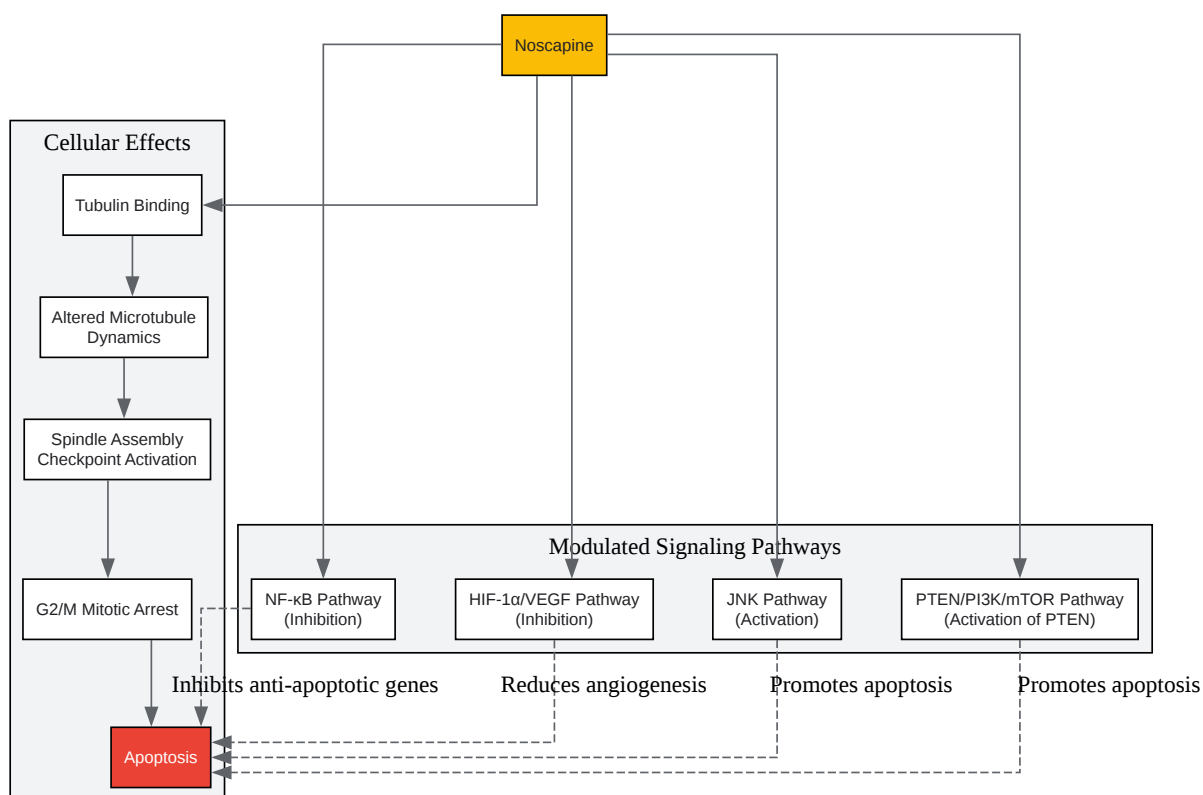 Noscapine
Cellular Effects
Tubulin Binding
Altered Microtubule
Dynamics
Spindle Assembly
Checkpoint Activation
G2/M Mitotic Arrest
Modulated Signaling Pathways
NF-κB Pathway
(Inhibition)
HIF-1α/VEGF Pathway
(Inhibition)
JNK Pathway
(Activation)
PTEN/PI3K/mTOR Pathway
(Activation of PTEN)
Inhibits anti-apoptotic genes
Reduces angiogenesis
Promotes apoptosis
Promotes apoptosis
Apoptosis